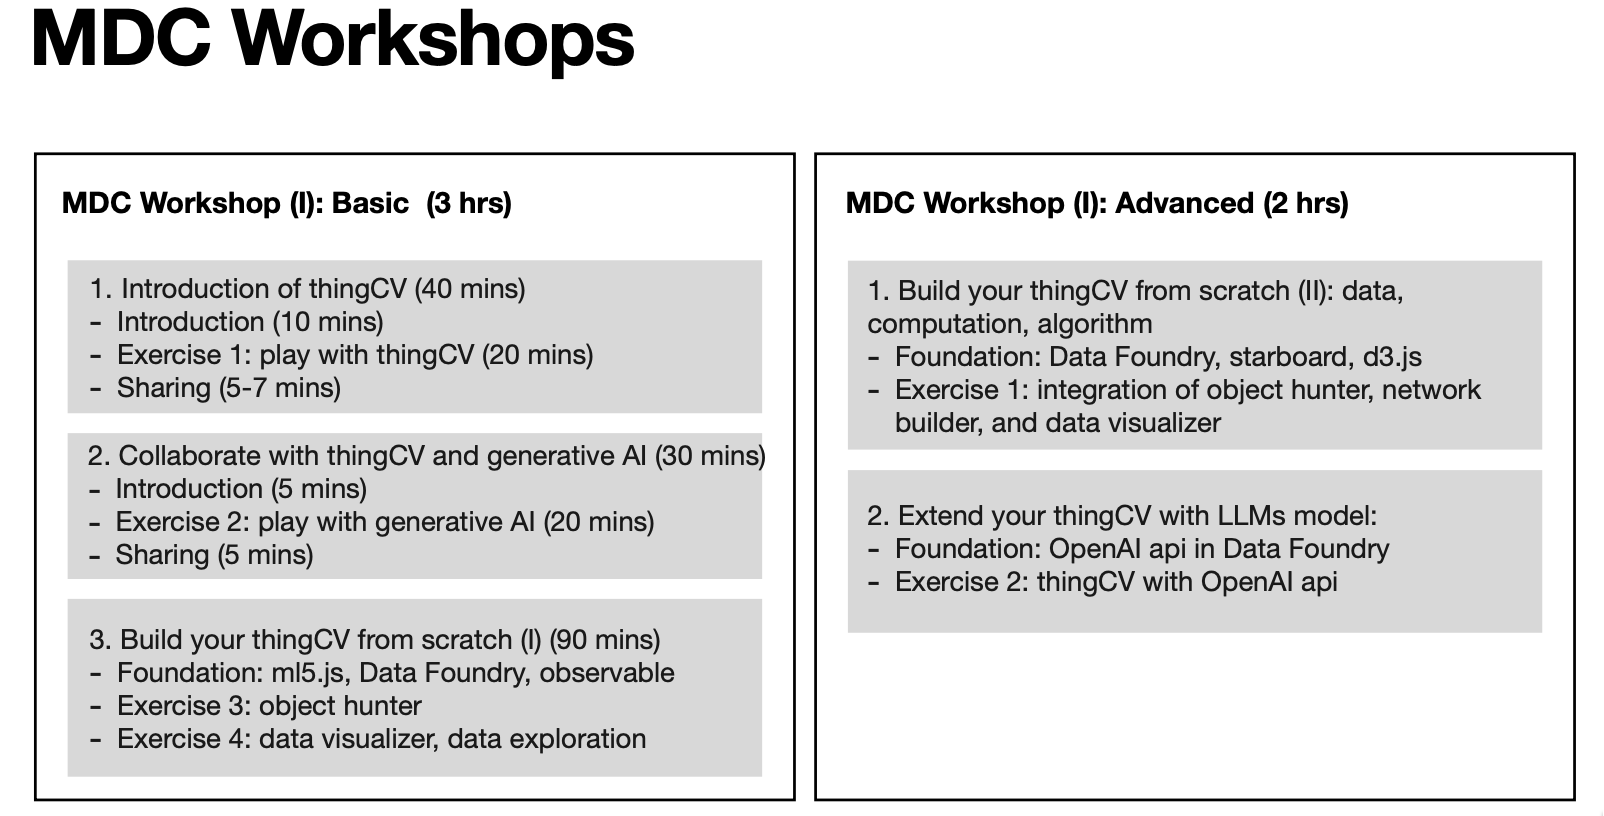 MDC Workshops
MDC Workshop (I): Basic  (3 hrs)
1. Introduction of thingCV (40 mins)
- Introduction (10 mins)
- Exercise 1: play with thingCV (20 mins)
- Sharing (5-7 mins)
2. Collaborate with thingCV and generative AI (30 mins)
- Introduction (5 mins)
- Exercise 2: play with generative AI (20 mins)
- Sharing (5 mins)
3. Build your thingCV from scratch (I) (90 mins)
- Foundation: ml5.js, Data Foundry, observable
- Exercise 3: object hunter
- Exercise 4: data visualizer, data exploration
MDC Workshop (I): Advanced (2 hrs)
1. Build your thingCV from scratch (II): data,
computation, algorithm
- Foundation: Data Foundry, starboard, d3.js
- Exercise 1: integration of object hunter, network
builder, and data visualizer
2. Extend your thingCV with LLMs model:
- Foundation: OpenAI api in Data Foundry
- Exercise 2: thingCV with OpenAI api